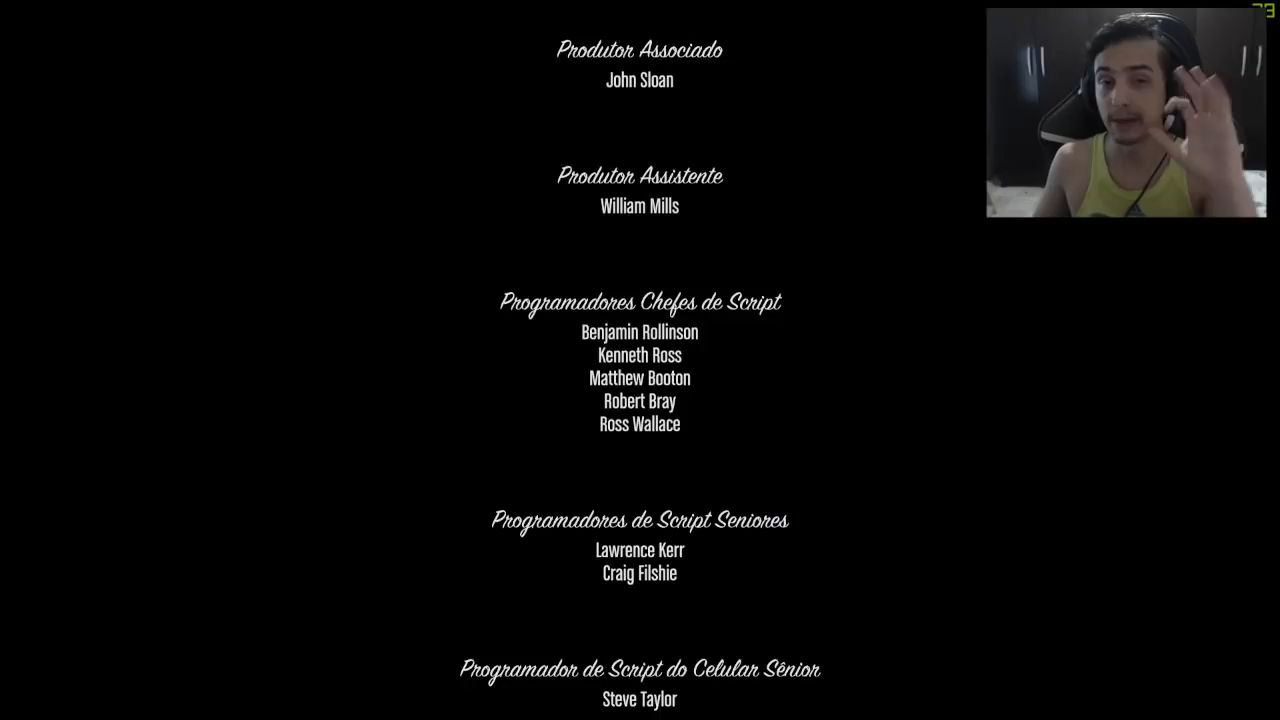 Produtor Associado
John Sloan
Produtor Assistente
William Mills
Programadores Chefes de Script
Benjamin Rollinson
Kenneth Ross
Matthew Booton
Robert Bray
Ross Wallace
Programadores de Script Seniores
Lawrence Kerr
Craig Filshie
Programador de Script do Celular Sênior
Steve Taylor